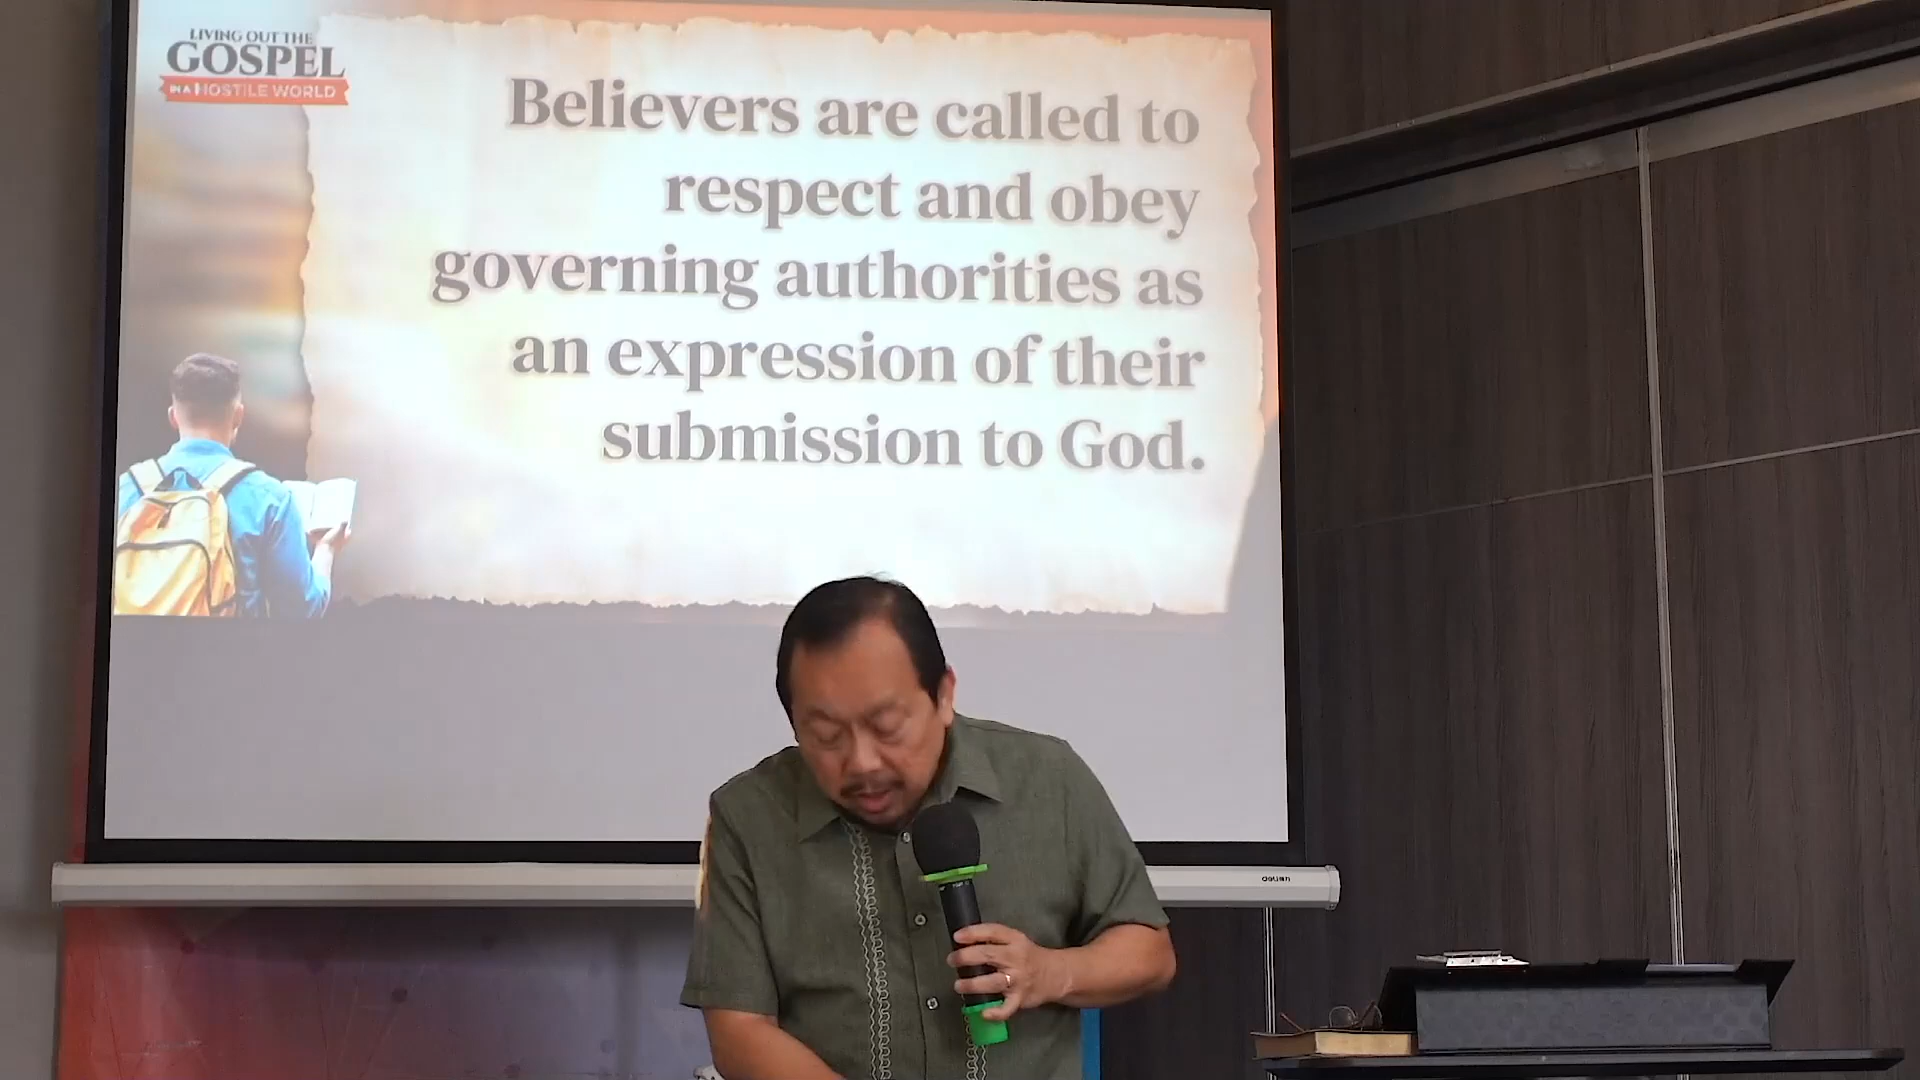 LIVING OUT THE
GOSPEL
IN A HOSTILE WORLD
Believers are called to
respect and obey
governing authorities as
an expression of their
submission to God.